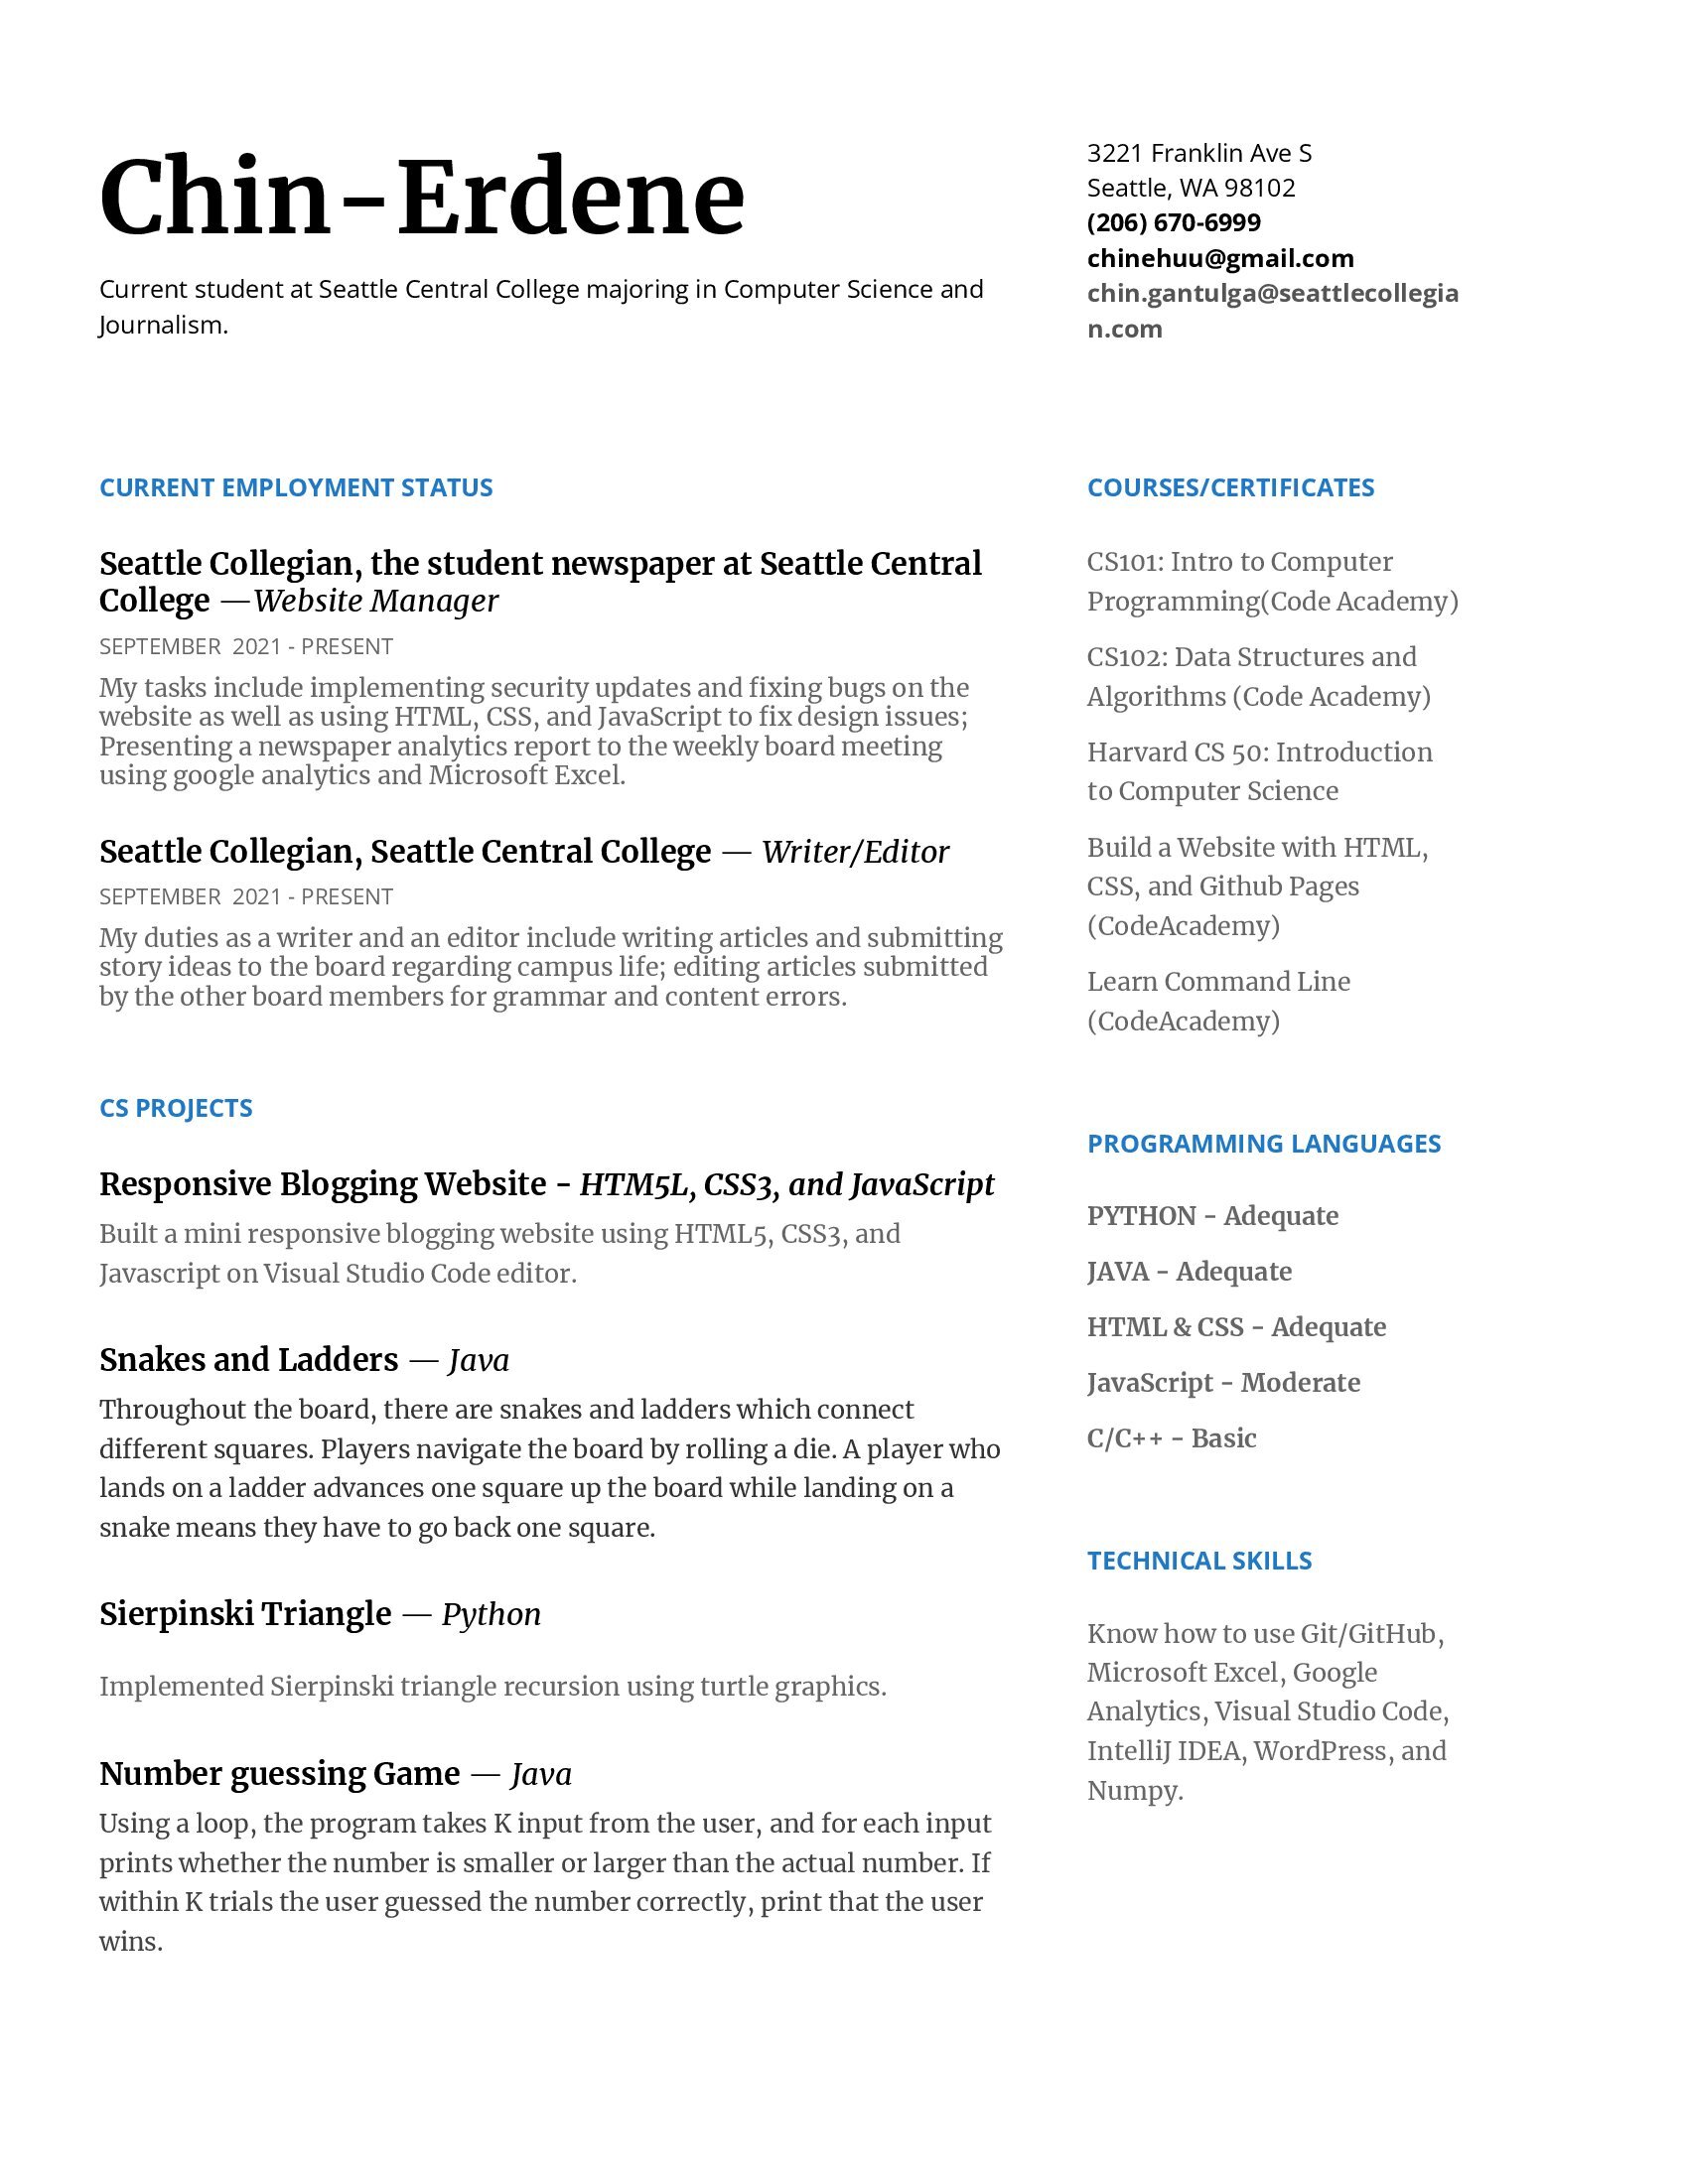 Chin-Erdene
Current student at Seattle Central College majoring in Computer Science and
Journalism.
3221 Franklin Ave S
Seattle, WA 98102
(206) 670-6999
chinehuu@gmail.com
chin.gantulga@seattlecollegia
n.com
CURRENT EMPLOYMENT STATUS
Seattle Collegian, the student newspaper at Seattle Central
College —Website Manager
SEPTEMBER  2021 - PRESENT
My tasks include implementing security updates and fixing bugs on the
website as well as using HTML, CSS, and JavaScript to fix design issues;
Presenting a newspaper analytics report to the weekly board meeting
using google analytics and Microsoft Excel.
Seattle Collegian, Seattle Central College — Writer/Editor
SEPTEMBER  2021 - PRESENT
My duties as a writer and an editor include writing articles and submitting
story ideas to the board regarding campus life; editing articles submitted
by the other board members for grammar and content errors.
CS PROJECTS
Responsive Blogging Website - HTM5L, CSS3, and JavaScript
Built a mini responsive blogging website using HTML5, CSS3, and
Javascript on Visual Studio Code editor.
Snakes and Ladders — Java
Throughout the board, there are snakes and ladders which connect
different squares. Players navigate the board by rolling a die. A player who
lands on a ladder advances one square up the board while landing on a
snake means they have to go back one square.
Sierpinski Triangle — Python
Implemented Sierpinski triangle recursion using turtle graphics.
Number guessing Game — Java
Using a loop, the program takes K input from the user, and for each input
prints whether the number is smaller or larger than the actual number. If
within K trials the user guessed the number correctly, print that the user
wins.
COURSES/CERTIFICATES
CS101: Intro to Computer
Programming(Code Academy)
CS102: Data Structures and
Algorithms (Code Academy)
Harvard CS 50: Introduction
to Computer Science
Build a Website with HTML,
CSS, and Github Pages
(CodeAcademy)
Learn Command Line
(CodeAcademy)
PROGRAMMING LANGUAGES
PYTHON - Adequate
JAVA - Adequate
HTML & CSS - Adequate
JavaScript - Moderate
C/C++ - Basic
TECHNICAL SKILLS
Know how to use Git/GitHub,
Microsoft Excel, Google
Analytics, Visual Studio Code,
IntelliJ IDEA, WordPress, and
Numpy.